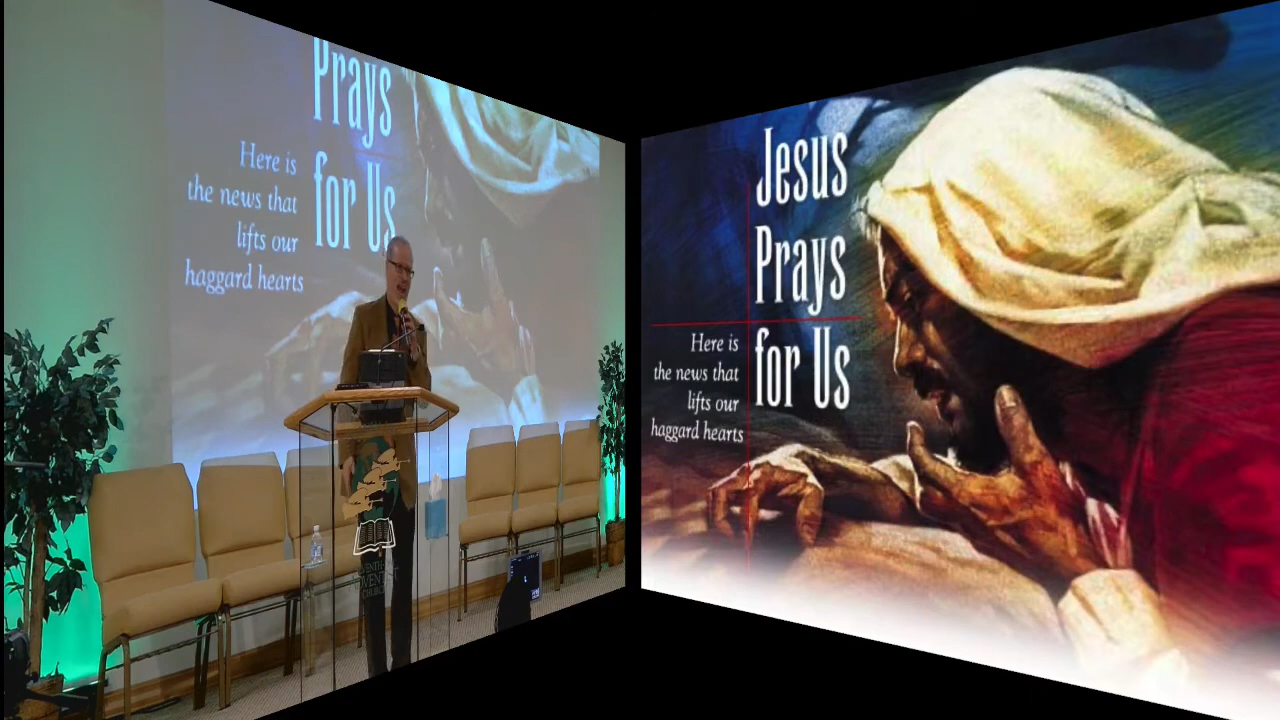 Prays
for Us
Here is
the news that
lifts our
haggard hearts
Jesus
Prays
for Us
Here is
the news that
lifts our
haggard hearts